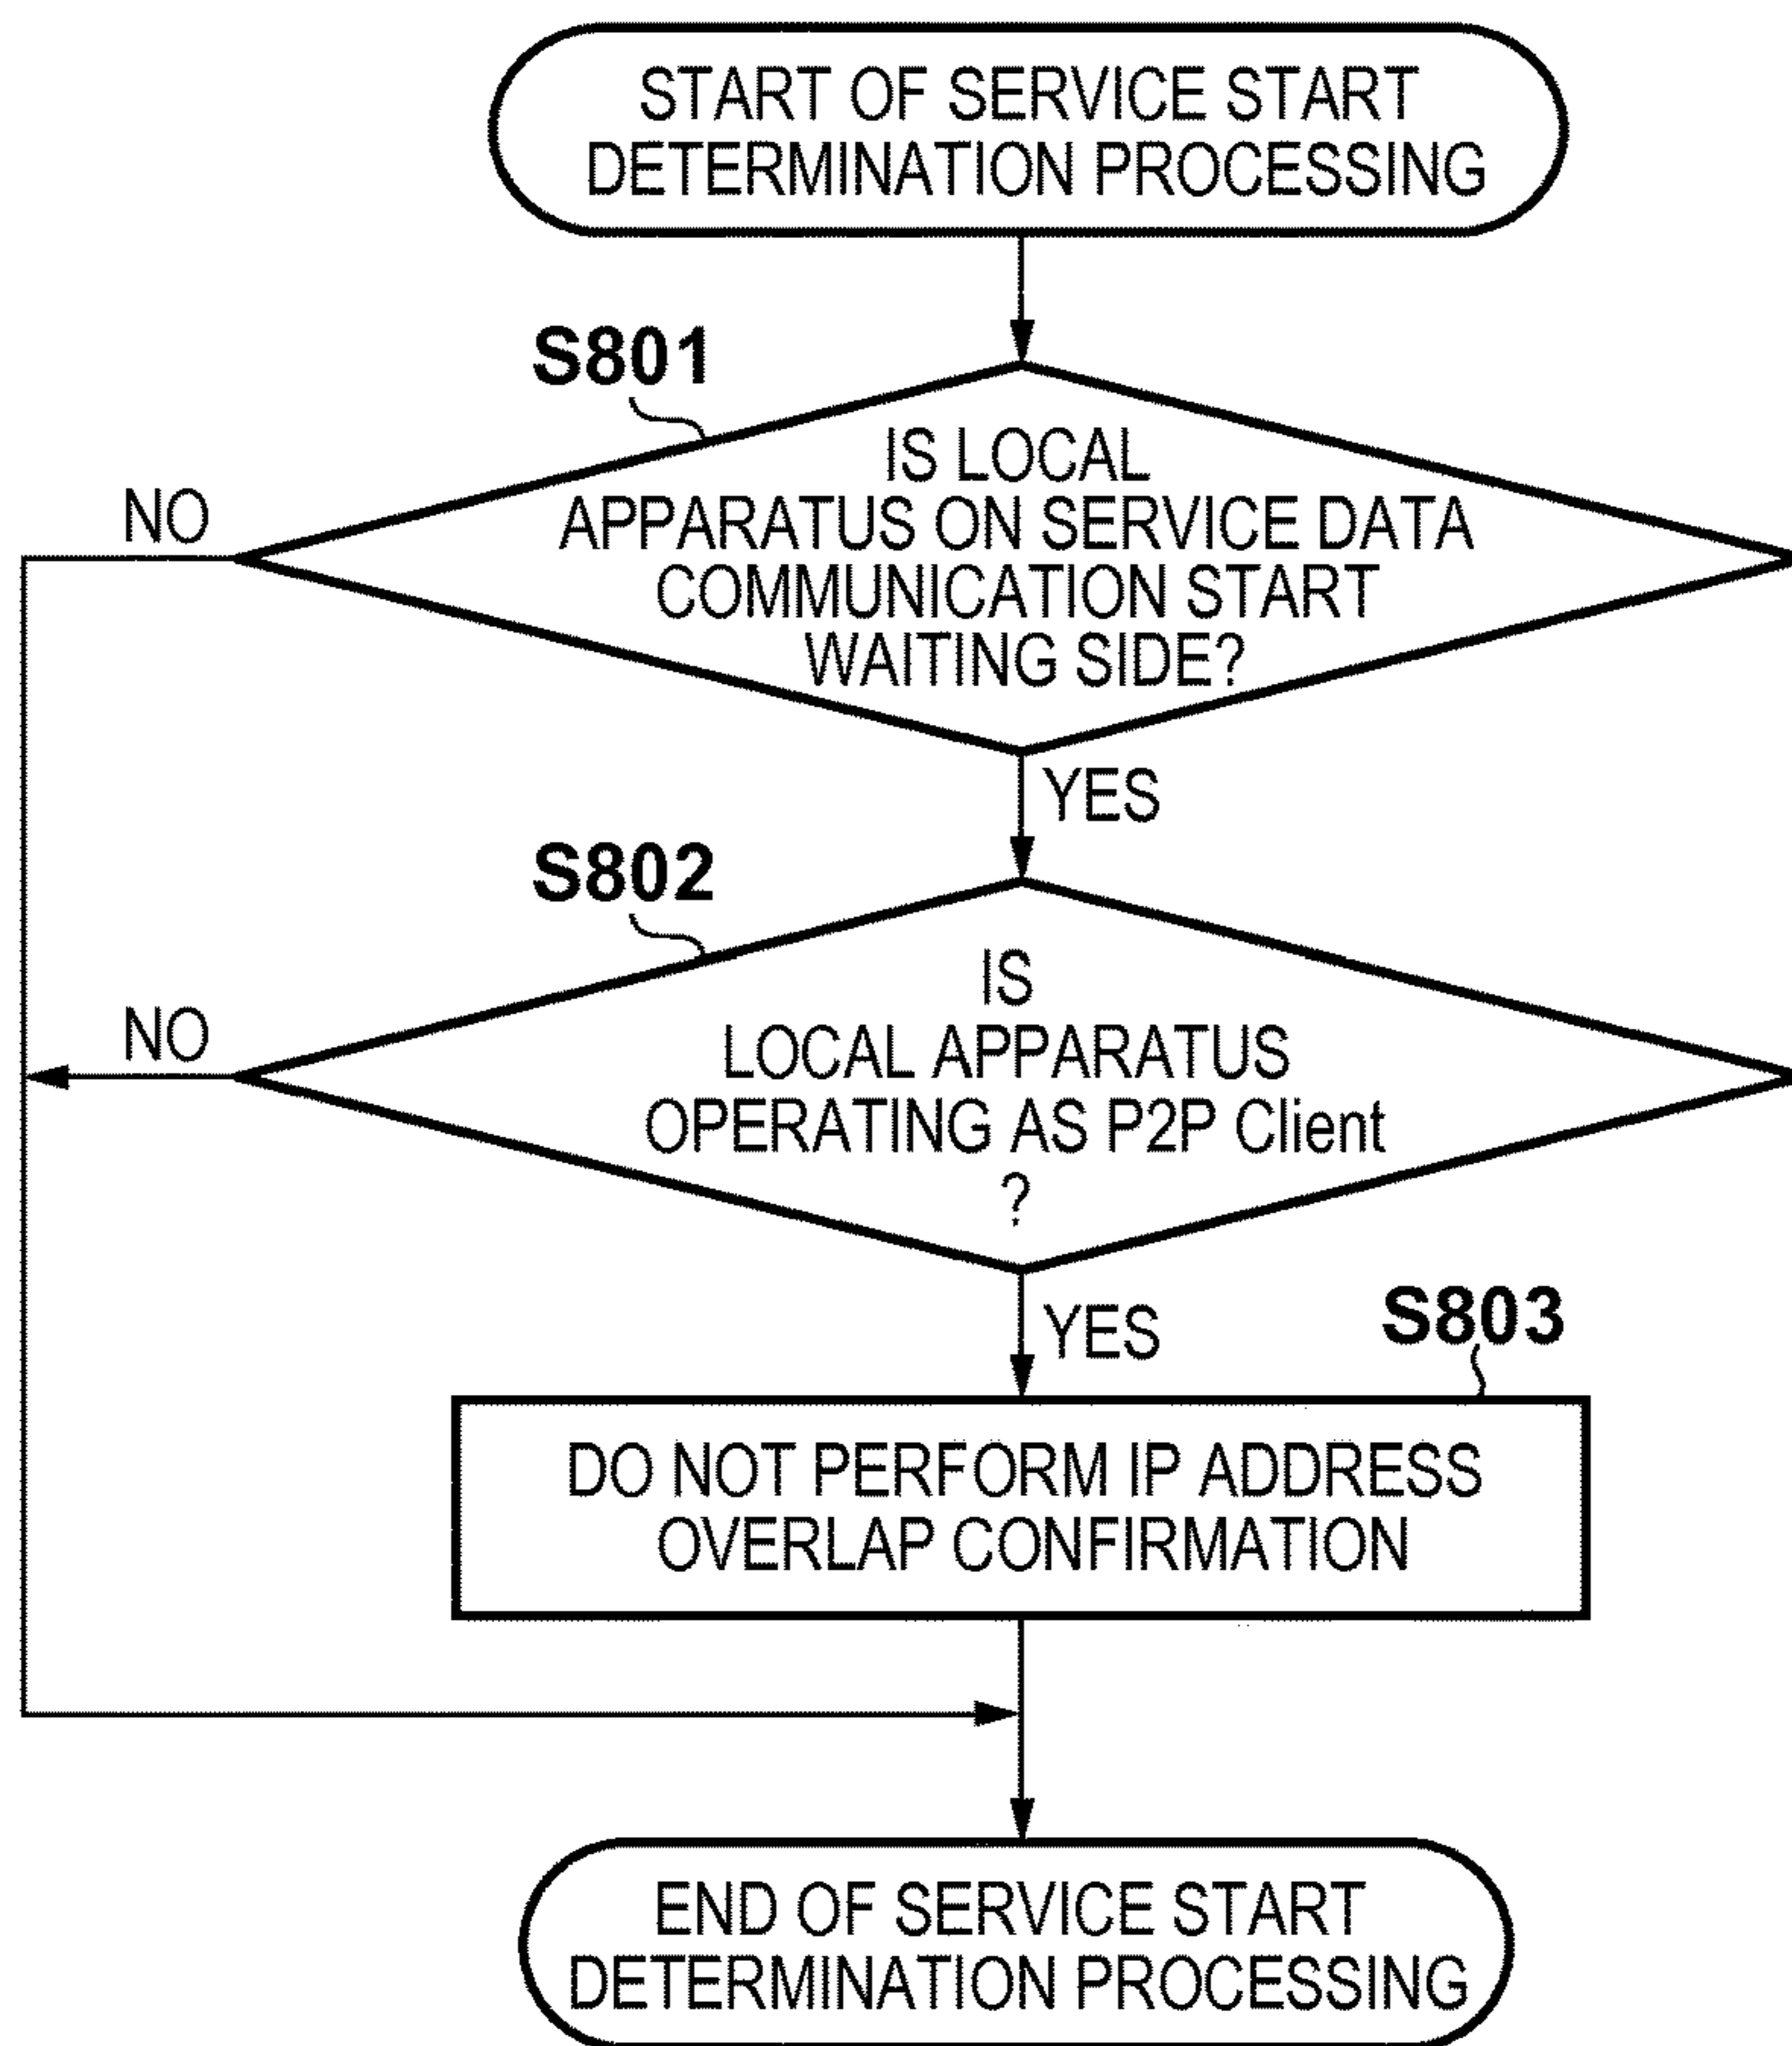 START OF SERVICE START
DETERMINATION PROCESSING
S801
IS LOCAL
APPARATUS ON SERVICE DATA
COMMUNICATION START
WAITING SIDE?
NO
YES
S802
IS
LOCAL APPARATUS
OPERATING AS P2P Client
?
NO
YES
S803
DO NOT PERFORM IP ADDRESS
OVERLAP CONFIRMATION
END OF SERVICE START
DETERMINATION PROCESSING